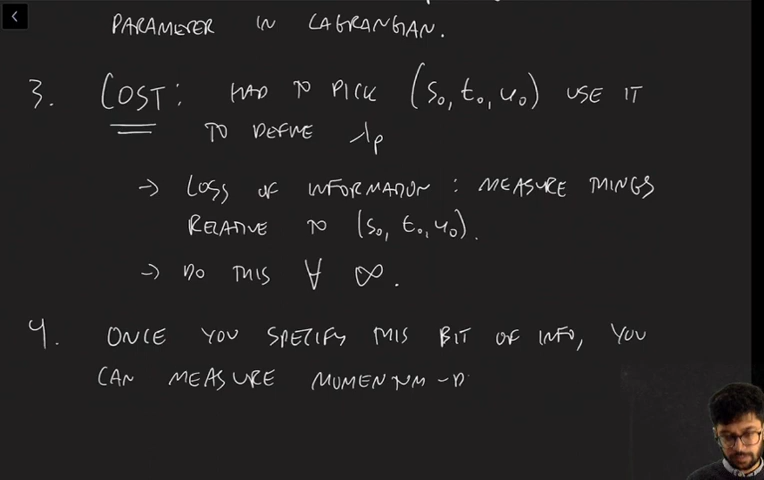 PARAMETER IN LAGRANGIAN.
3. COST: HAD TO PICK (s₀, t₀, u₀) USE IT
TO DEFINE λₚ
→ LOSS OF INFORMATION: MEASURE THINGS
RELATIVE TO (s₀, t₀, u₀).
→ DO THIS ∀ ∞.
4. ONCE YOU SPECIFY THIS BIT OF INFO, YOU
CAN MEASURE MOMENTUM-D